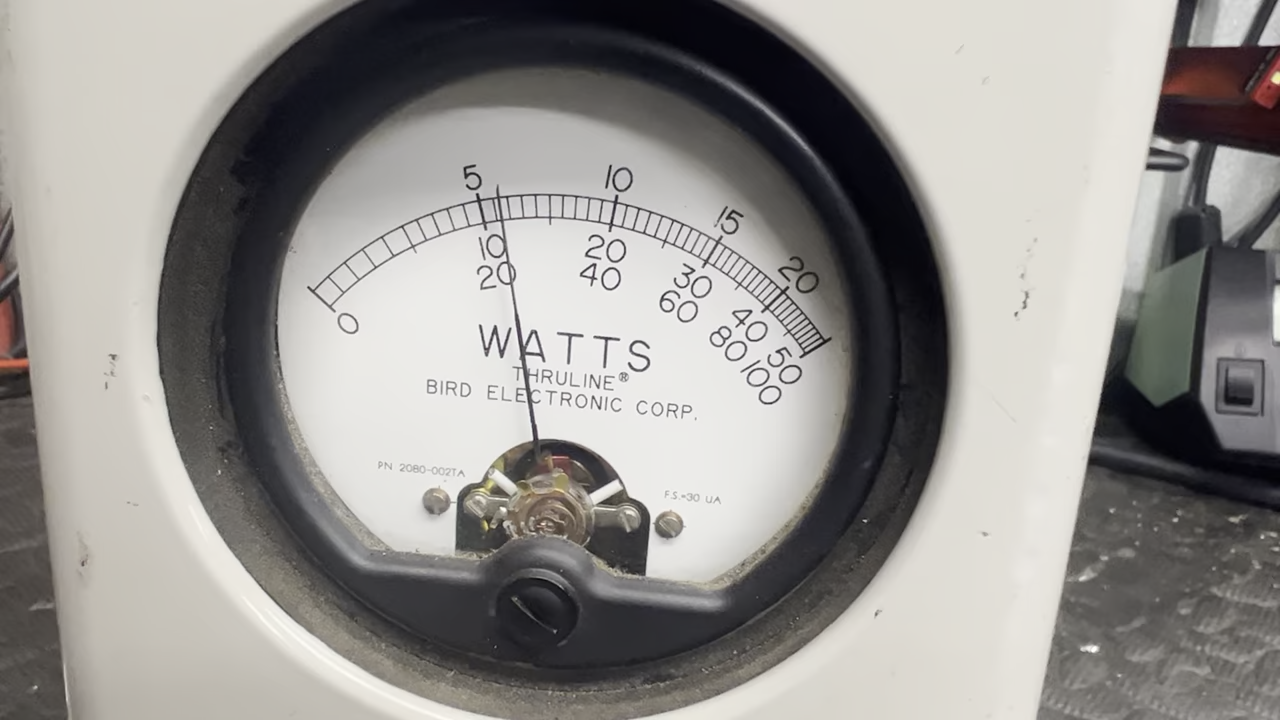 5 10 15 20
0 10 20 30 40 50
20 40 60 80 100
WATTS
THRULINE®
BIRD ELECTRONIC CORP.
PN 2080-002TA
F.S.=30 UA